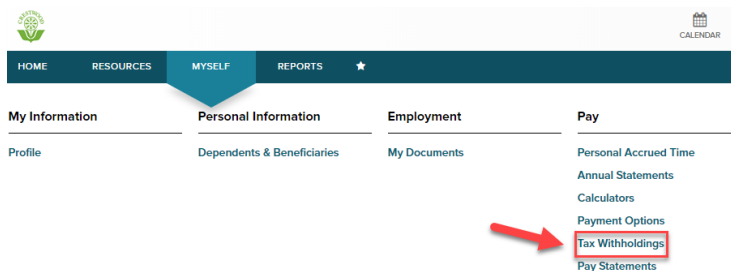 CRESTWOOD
CALENDAR
HOME RESOURCES MYSELF REPORTS
My Information Personal Information Employment Pay
Profile Dependents & Beneficiaries My Documents Personal Accrued Time
Annual Statements
Calculators
Payment Options
Tax Withholdings
Pay Statements